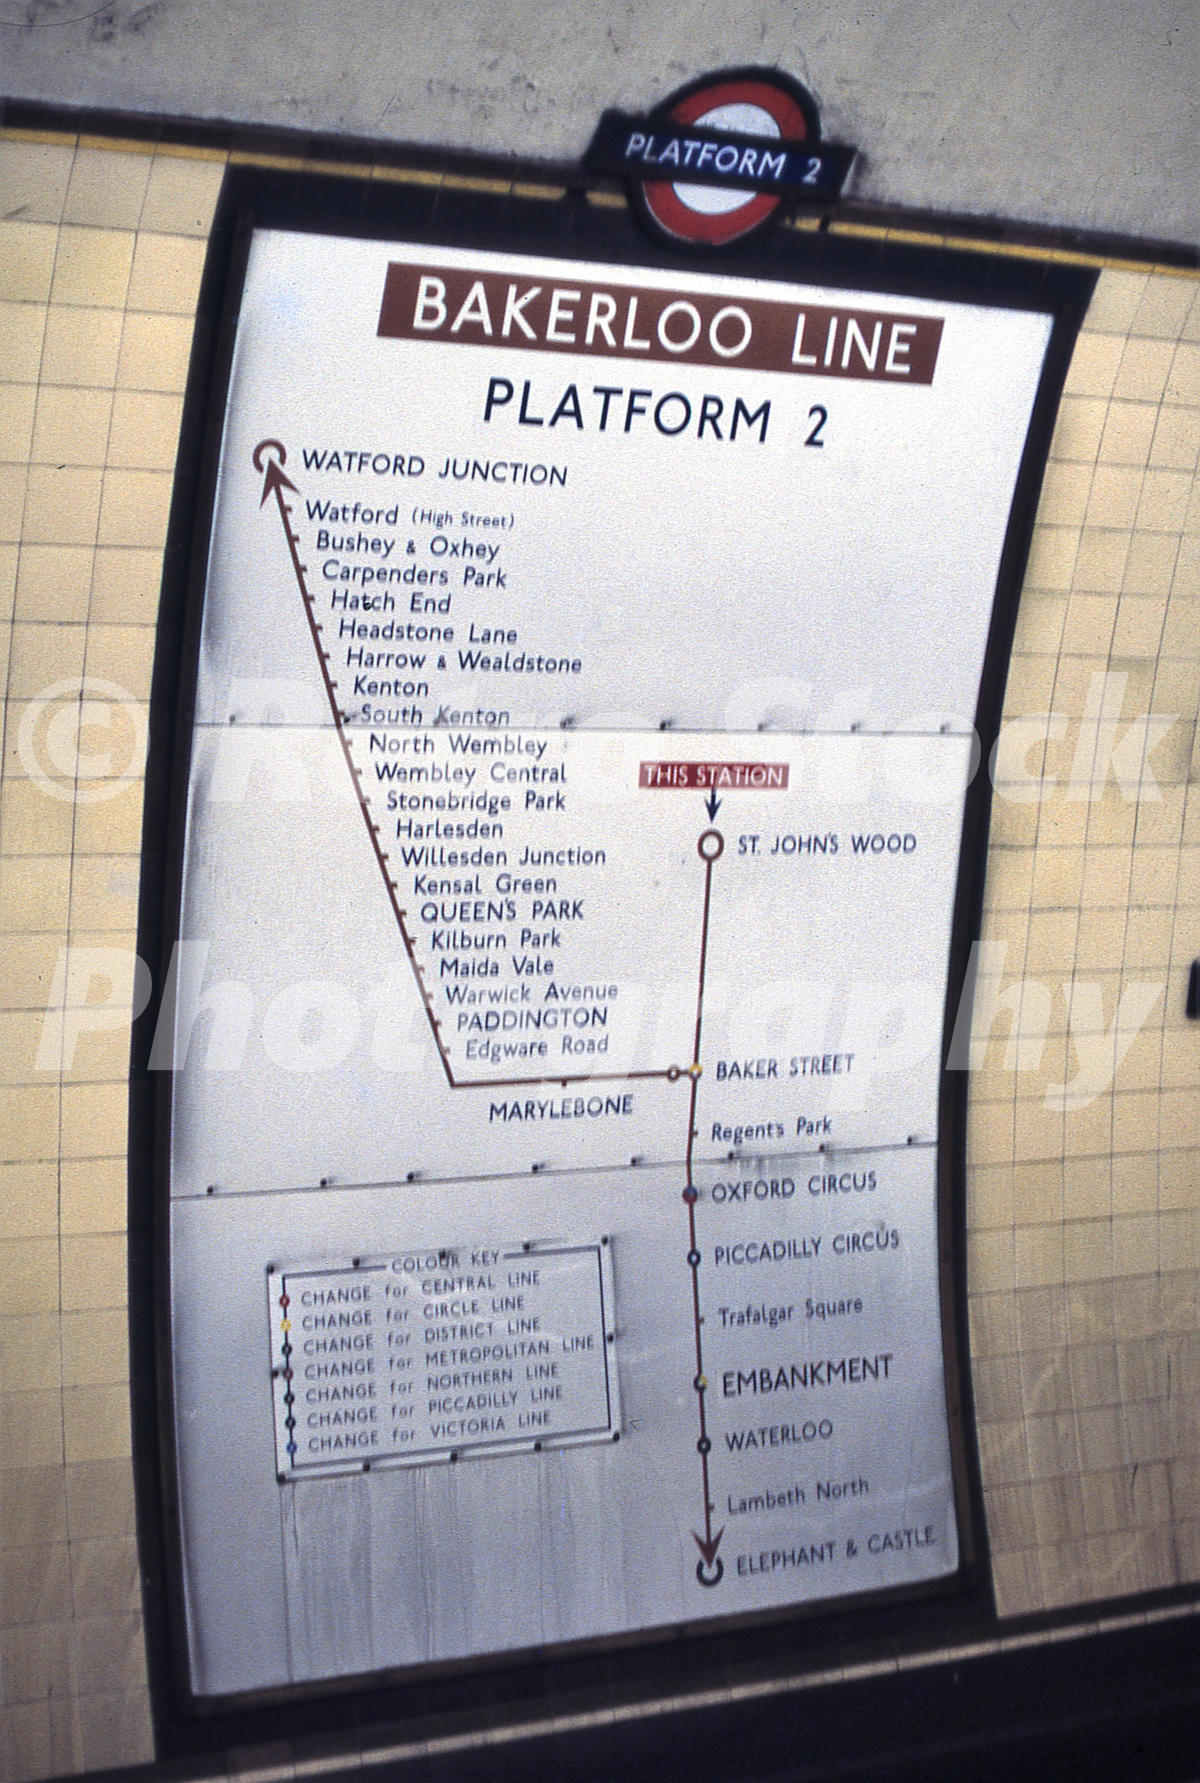 PLATFORM 2
BAKERLOO LINE
PLATFORM 2
WATFORD JUNCTION
Watford (High Street)
Bushey & Oxhey
Carpenders Park
Hatch End
Headstone Lane
Harrow & Wealdstone
Kenton
South Kenton
North Wembley
Wembley Central
Stonebridge Park
Harlesden
Willesden Junction
Kensal Green
QUEEN'S PARK
Kilburn Park
Maida Vale
Warwick Avenue
PADDINGTON
Edgware Road
MARYLEBONE
THIS STATION
ST. JOHN'S WOOD
BAKER STREET
Regent's Park
OXFORD CIRCUS
PICCADILLY CIRCUS
Trafalgar Square
EMBANKMENT
WATERLOO
Lambeth North
ELEPHANT & CASTLE
COLOUR KEY
CHANGE for CENTRAL LINE
CHANGE for CIRCLE LINE
CHANGE for DISTRICT LINE
CHANGE for METROPOLITAN LINE
CHANGE for NORTHERN LINE
CHANGE for PICCADILLY LINE
CHANGE for VICTORIA LINE
© Retro Stock
Photography